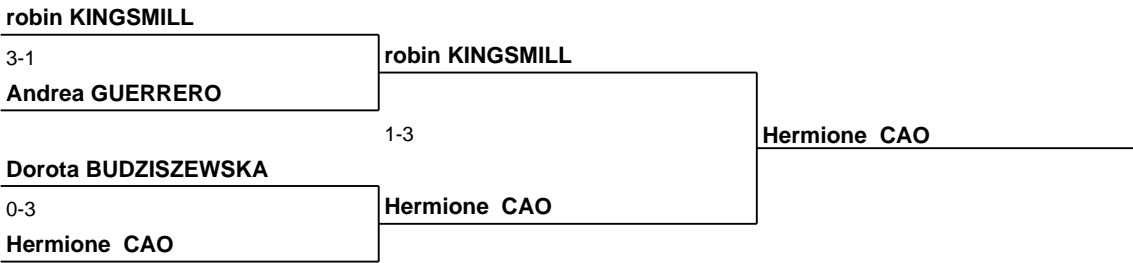 robin KINGSMILL
3-1
robin KINGSMILL
Andrea GUERRERO
1-3
Hermione  CAO
Dorota BUDZISZEWSKA
0-3
Hermione  CAO
Hermione  CAO